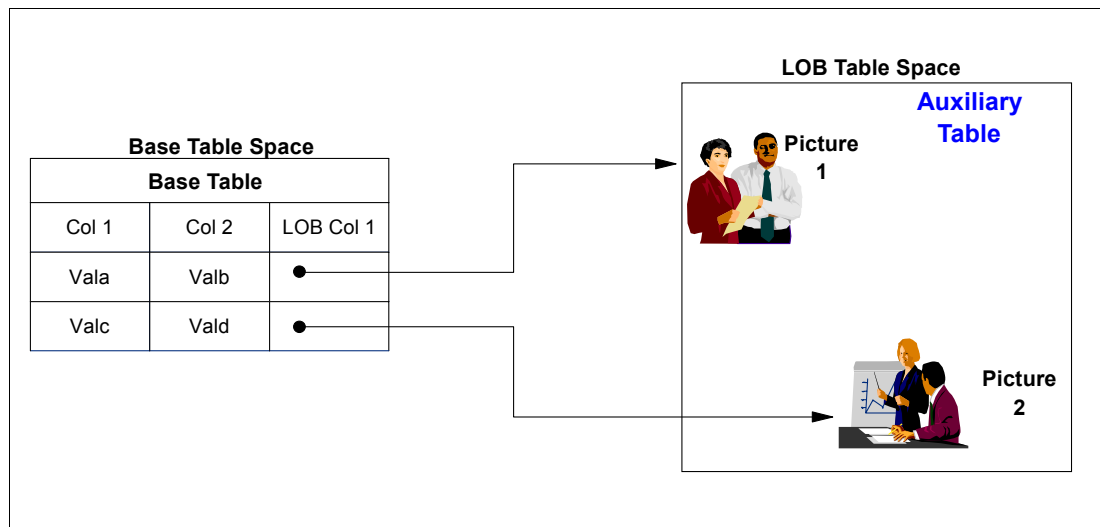 LOB Table Space
Auxiliary
Table
Picture
1
Base Table Space
Base Table
Col 1 Col 2 LOB Col 1
Vala Valb
Valc Vald
Picture
2